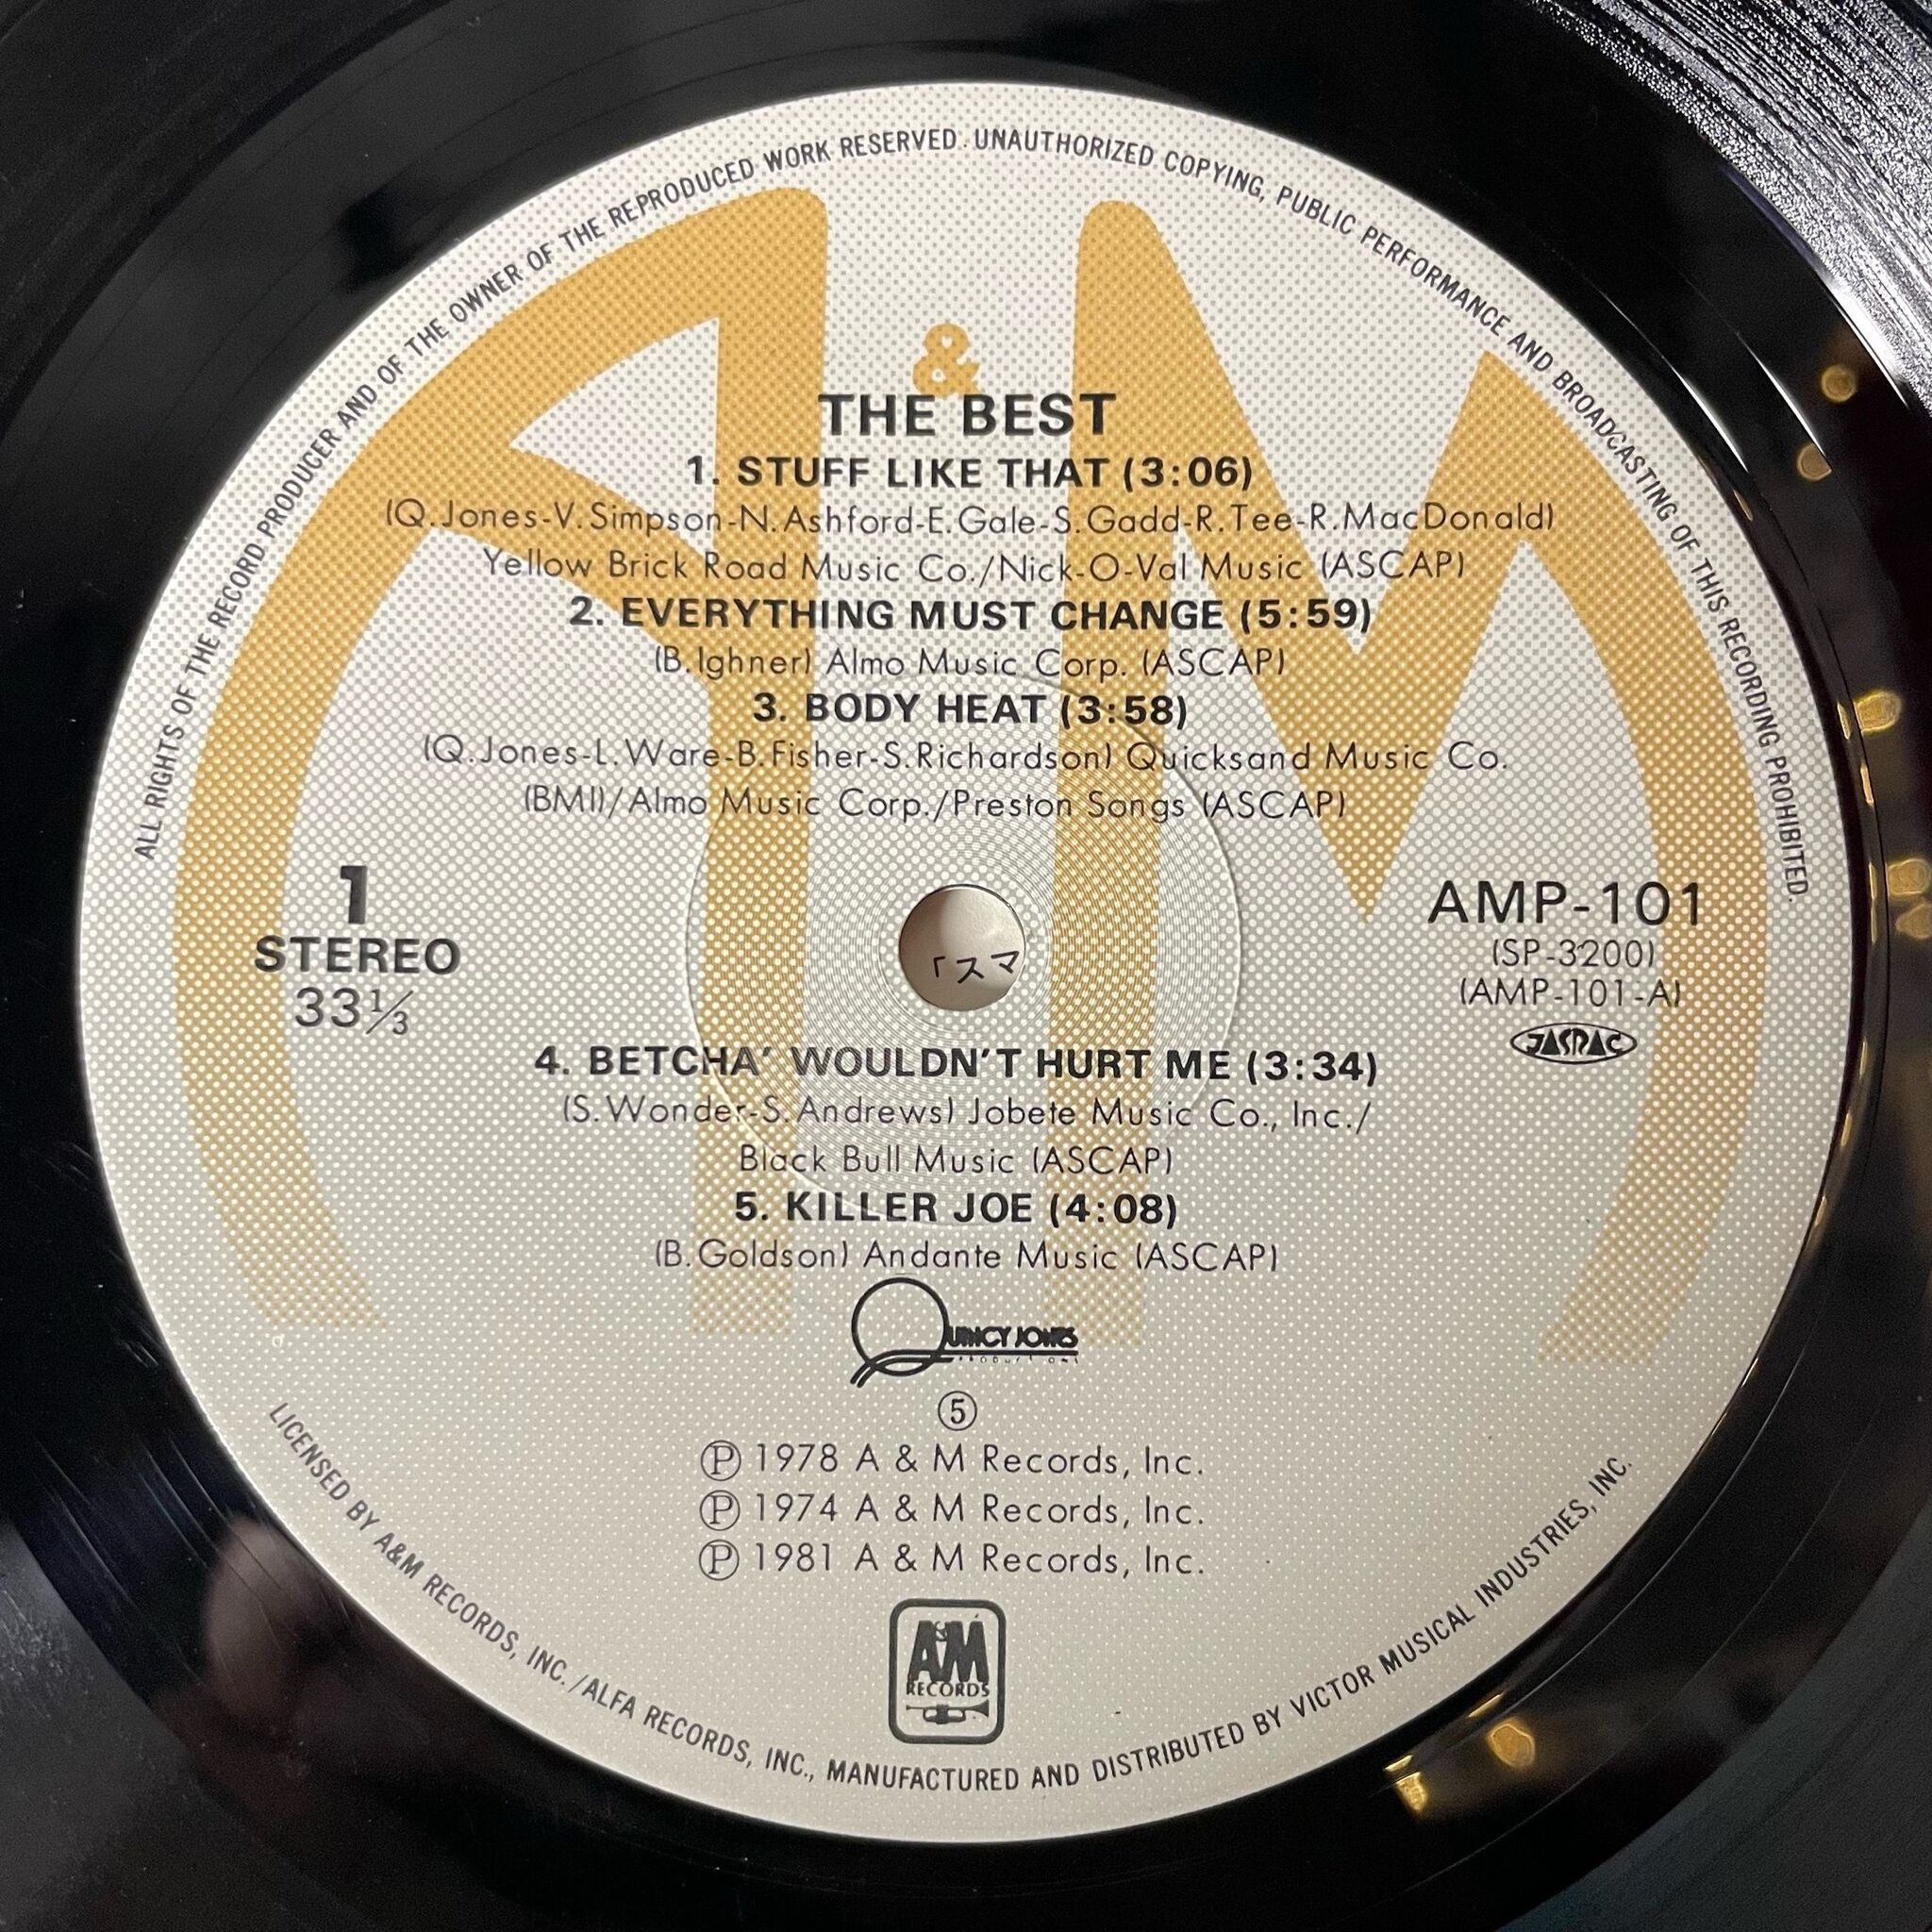 ALL RIGHTS OF THE RECORD PRODUCER AND OF THE OWNER OF THE REPRODUCED WORK RESERVED. UNAUTHORIZED COPYING, PUBLIC PERFORMANCE AND BROADCASTING OF THIS RECORDING PROHIBITED.
&
THE BEST
1. STUFF LIKE THAT (3:06)
(Q.Jones-V.Simpson-N.Ashford-E.Gale-S.Gadd-R.Tee-R.MacDonald)
Yellow Brick Road Music Co./Nick-O-Val Music (ASCAP)
2. EVERYTHING MUST CHANGE (5:59)
(B.Ighner) Almo Music Corp. (ASCAP)
3. BODY HEAT (3:58)
(Q.Jones-L.Ware-B.Fisher-S.Richardson) Quicksand Music Co.
(BMI)/Almo Music Corp./Preston Songs (ASCAP)
1
STEREO
33⅓
「スマ
AMP-101
(SP-3200)
(AMP-101-A)
JASRAC
4. BETCHA' WOULDN'T HURT ME (3:34)
(S.Wonder-S.Andrews) Jobete Music Co., Inc./
Black Bull Music (ASCAP)
5. KILLER JOE (4:08)
(B.Goldson) Andante Music (ASCAP)
QUINCY JONES
PRODUCTIONS
⑤
Ⓟ 1978 A & M Records, Inc.
Ⓟ 1974 A & M Records, Inc.
Ⓟ 1981 A & M Records, Inc.
A&M
RECORDS
LICENSED BY A&M RECORDS, INC./ALFA RECORDS, INC., MANUFACTURED AND DISTRIBUTED BY VICTOR MUSICAL INDUSTRIES, INC.